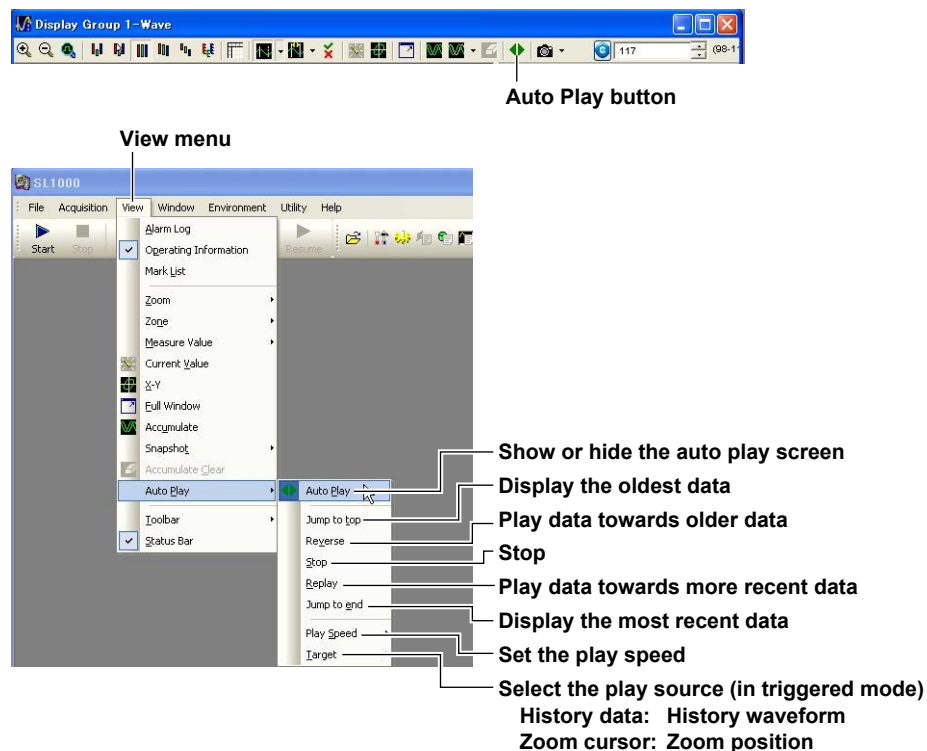 Display Group 1-Wave
117
(98-1
Auto Play button
View menu
SL1000
File Acquisition View Window Environment Utility Help
Start Stop Resume
Alarm Log
Operating Information
Mark List
Zoom
Zone
Measure Value
Current Value
X-Y
Full Window
Accumulate
Snapshot
Accumulate Clear
Auto Play
Toolbar
Status Bar
Auto Play
Jump to top
Reverse
Stop
Replay
Jump to end
Play Speed
Target
Show or hide the auto play screen
Display the oldest data
Play data towards older data
Stop
Play data towards more recent data
Display the most recent data
Set the play speed
Select the play source (in triggered mode)
History data: History waveform
Zoom cursor: Zoom position